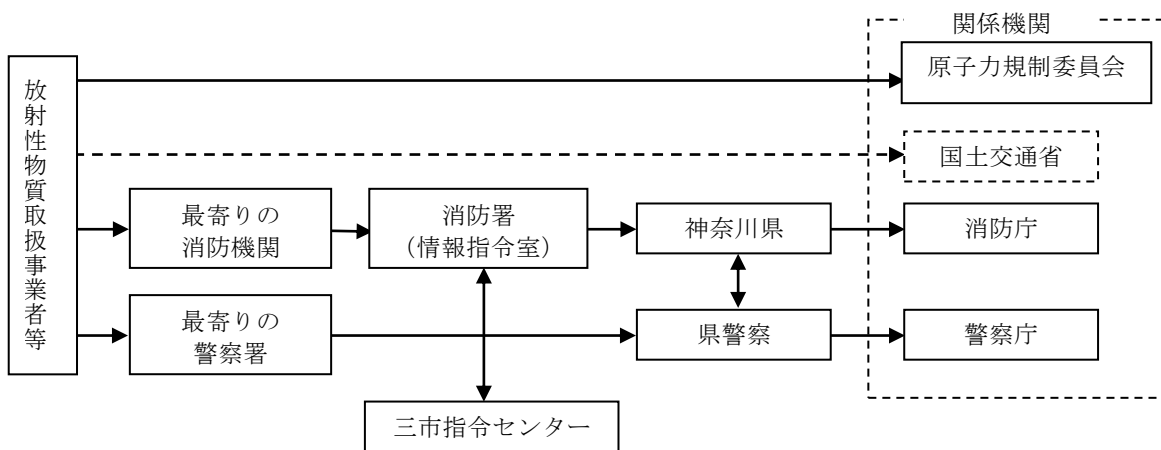 関係機関
原子力規制委員会
放射性物質取扱事業者等
国土交通省
最寄りの
消防機関
消防署
(情報指令室)
神奈川県
消防庁
最寄りの
警察署
県警察
警察庁
三市指令センター